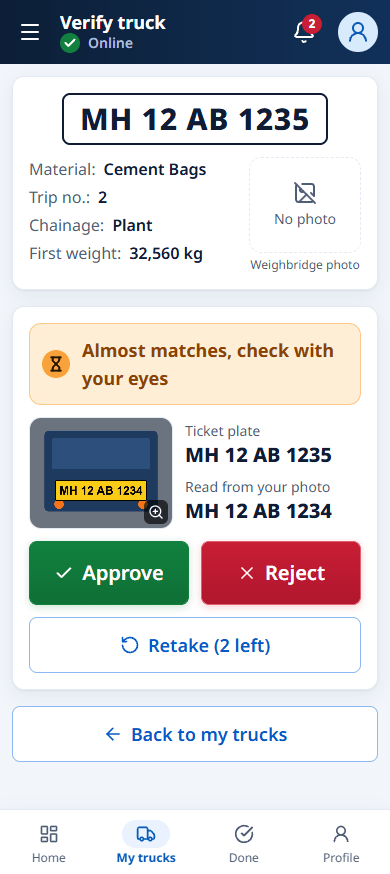 Verify truck
Online
2
MH 12 AB 1235
Material: Cement Bags
Trip no.: 2
Chainage: Plant
First weight: 32,560 kg
No photo
Weighbridge photo
Almost matches, check with
your eyes
MH 12 AB 1234
Ticket plate
MH 12 AB 1235
Read from your photo
MH 12 AB 1234
Approve
Reject
Retake (2 left)
Back to my trucks
Home
My trucks
Done
Profile